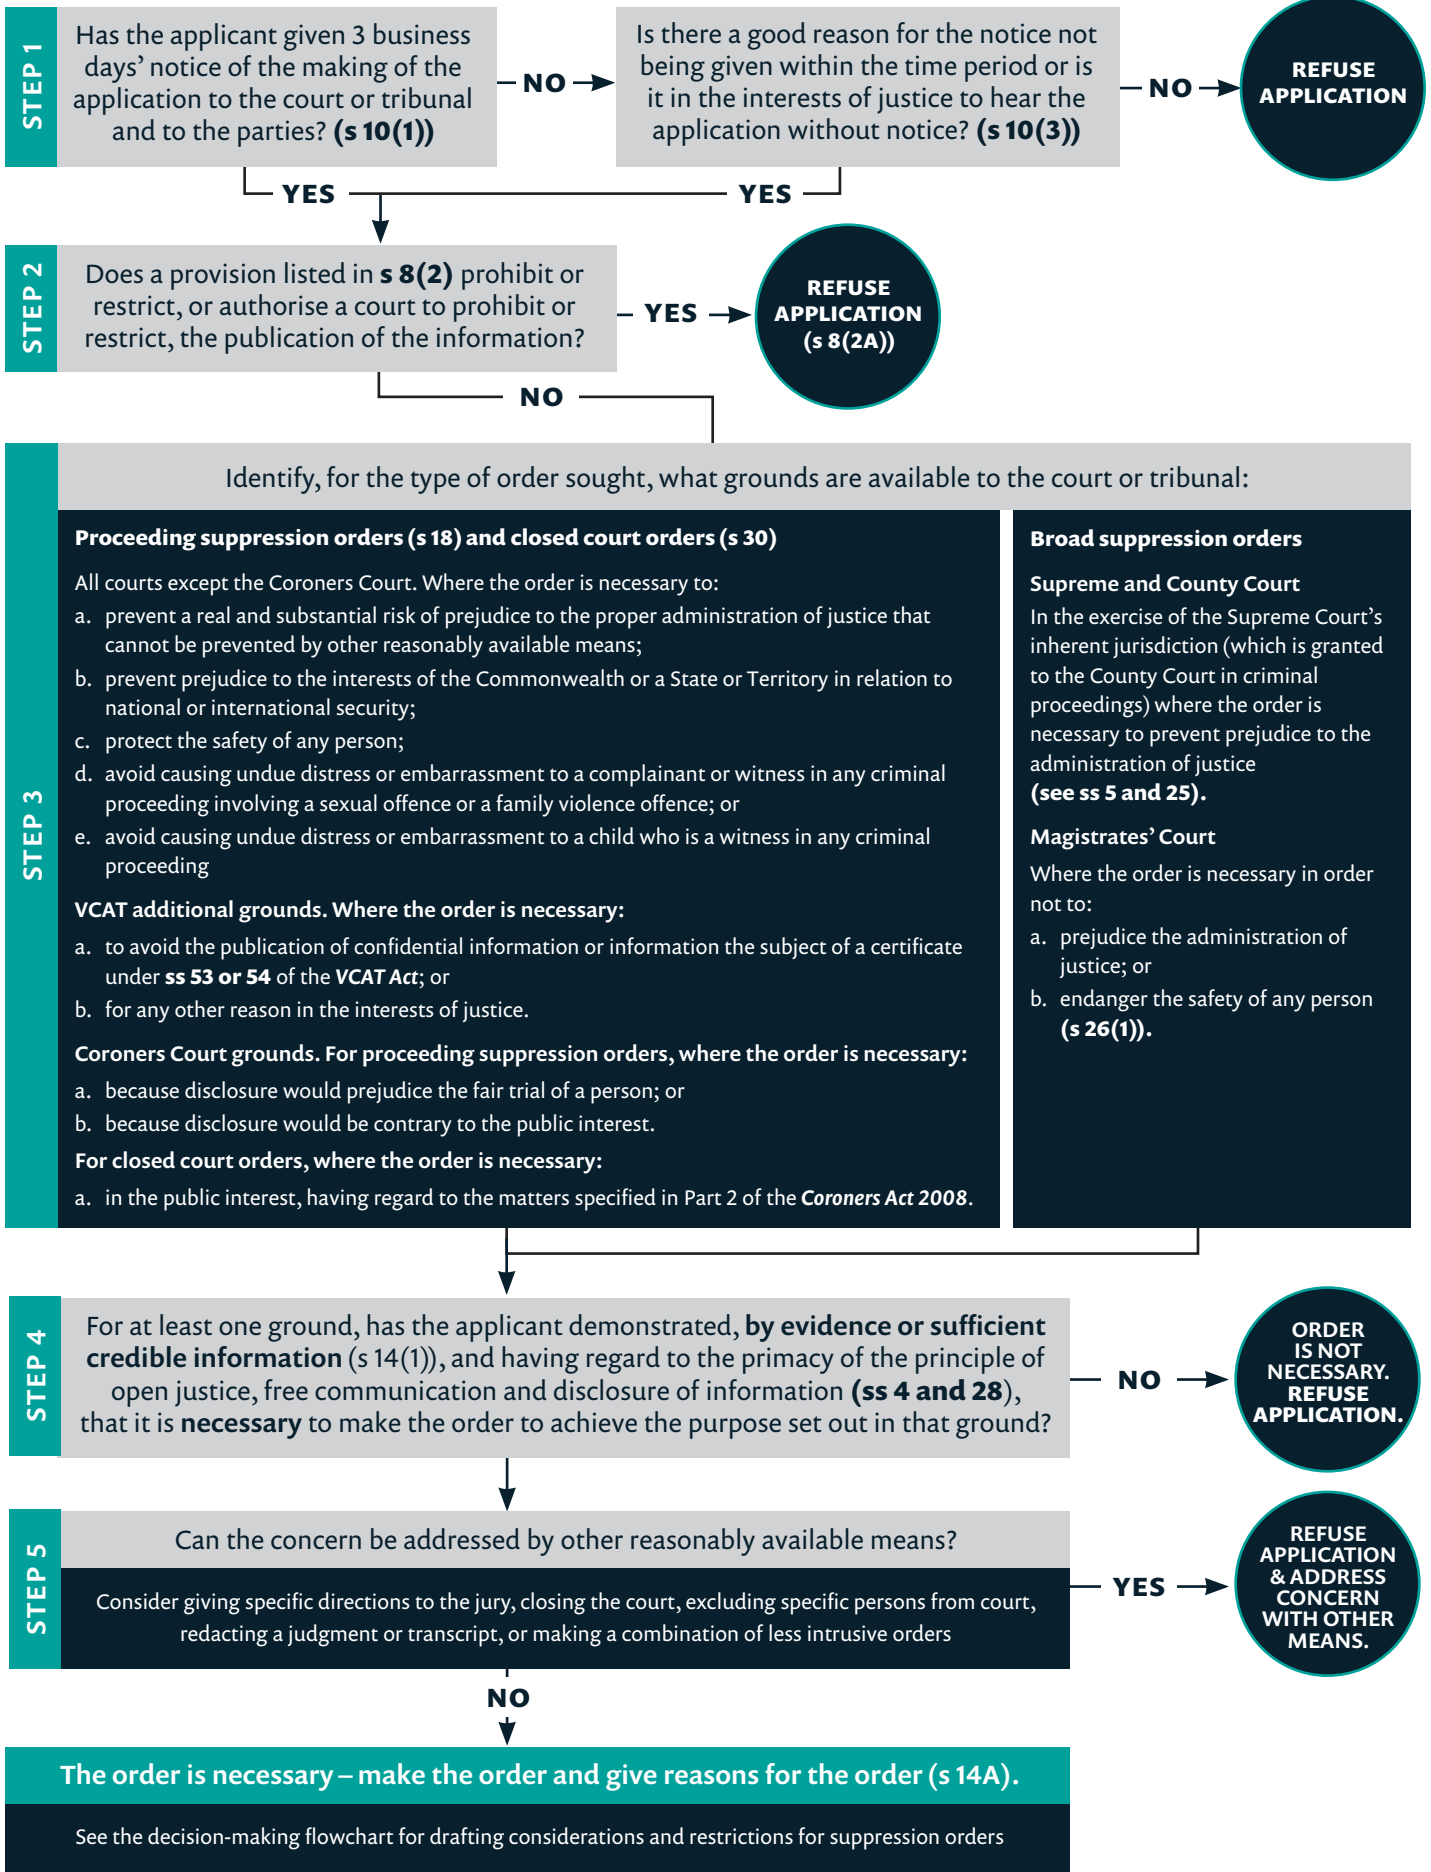 STEP 1
Has the applicant given 3 business
days’ notice of the making of the
application to the court or tribunal
and to the parties? (s 10(1))
NO
Is there a good reason for the notice not
being given within the time period or is
it in the interests of justice to hear the
application without notice? (s 10(3))
NO
REFUSE
APPLICATION
YES
YES
STEP 2
Does a provision listed in s 8(2) prohibit or
restrict, or authorise a court to prohibit or
restrict, the publication of the information?
YES
REFUSE
APPLICATION
(s 8(2A))
NO
STEP 3
Identify, for the type of order sought, what grounds are available to the court or tribunal:
Proceeding suppression orders (s 18) and closed court orders (s 30)
All courts except the Coroners Court. Where the order is necessary to:
a. prevent a real and substantial risk of prejudice to the proper administration of justice that
cannot be prevented by other reasonably available means;
b. prevent prejudice to the interests of the Commonwealth or a State or Territory in relation to
national or international security;
c. protect the safety of any person;
d. avoid causing undue distress or embarrassment to a complainant or witness in any criminal
proceeding involving a sexual offence or a family violence offence; or
e. avoid causing undue distress or embarrassment to a child who is a witness in any criminal
proceeding
VCAT additional grounds. Where the order is necessary:
a. to avoid the publication of confidential information or information the subject of a certificate
under ss 53 or 54 of the VCAT Act; or
b. for any other reason in the interests of justice.
Coroners Court grounds. For proceeding suppression orders, where the order is necessary:
a. because disclosure would prejudice the fair trial of a person; or
b. because disclosure would be contrary to the public interest.
For closed court orders, where the order is necessary:
a. in the public interest, having regard to the matters specified in Part 2 of the Coroners Act 2008.
Broad suppression orders
Supreme and County Court
In the exercise of the Supreme Court’s
inherent jurisdiction (which is granted
to the County Court in criminal
proceedings) where the order is
necessary to prevent prejudice to the
administration of justice
(see ss 5 and 25).
Magistrates’ Court
Where the order is necessary in order
not to:
a. prejudice the administration of
justice; or
b. endanger the safety of any person
(s 26(1)).
STEP 4
For at least one ground, has the applicant demonstrated, by evidence or sufficient
credible information (s 14(1)), and having regard to the primacy of the principle of
open justice, free communication and disclosure of information (ss 4 and 28),
that it is necessary to make the order to achieve the purpose set out in that ground?
NO
ORDER
IS NOT
NECESSARY.
REFUSE
APPLICATION.
STEP 5
Can the concern be addressed by other reasonably available means?
Consider giving specific directions to the jury, closing the court, excluding specific persons from court,
redacting a judgment or transcript, or making a combination of less intrusive orders
YES
REFUSE
APPLICATION
& ADDRESS
CONCERN
WITH OTHER
MEANS.
NO
The order is necessary – make the order and give reasons for the order (s 14A).
See the decision-making flowchart for drafting considerations and restrictions for suppression orders